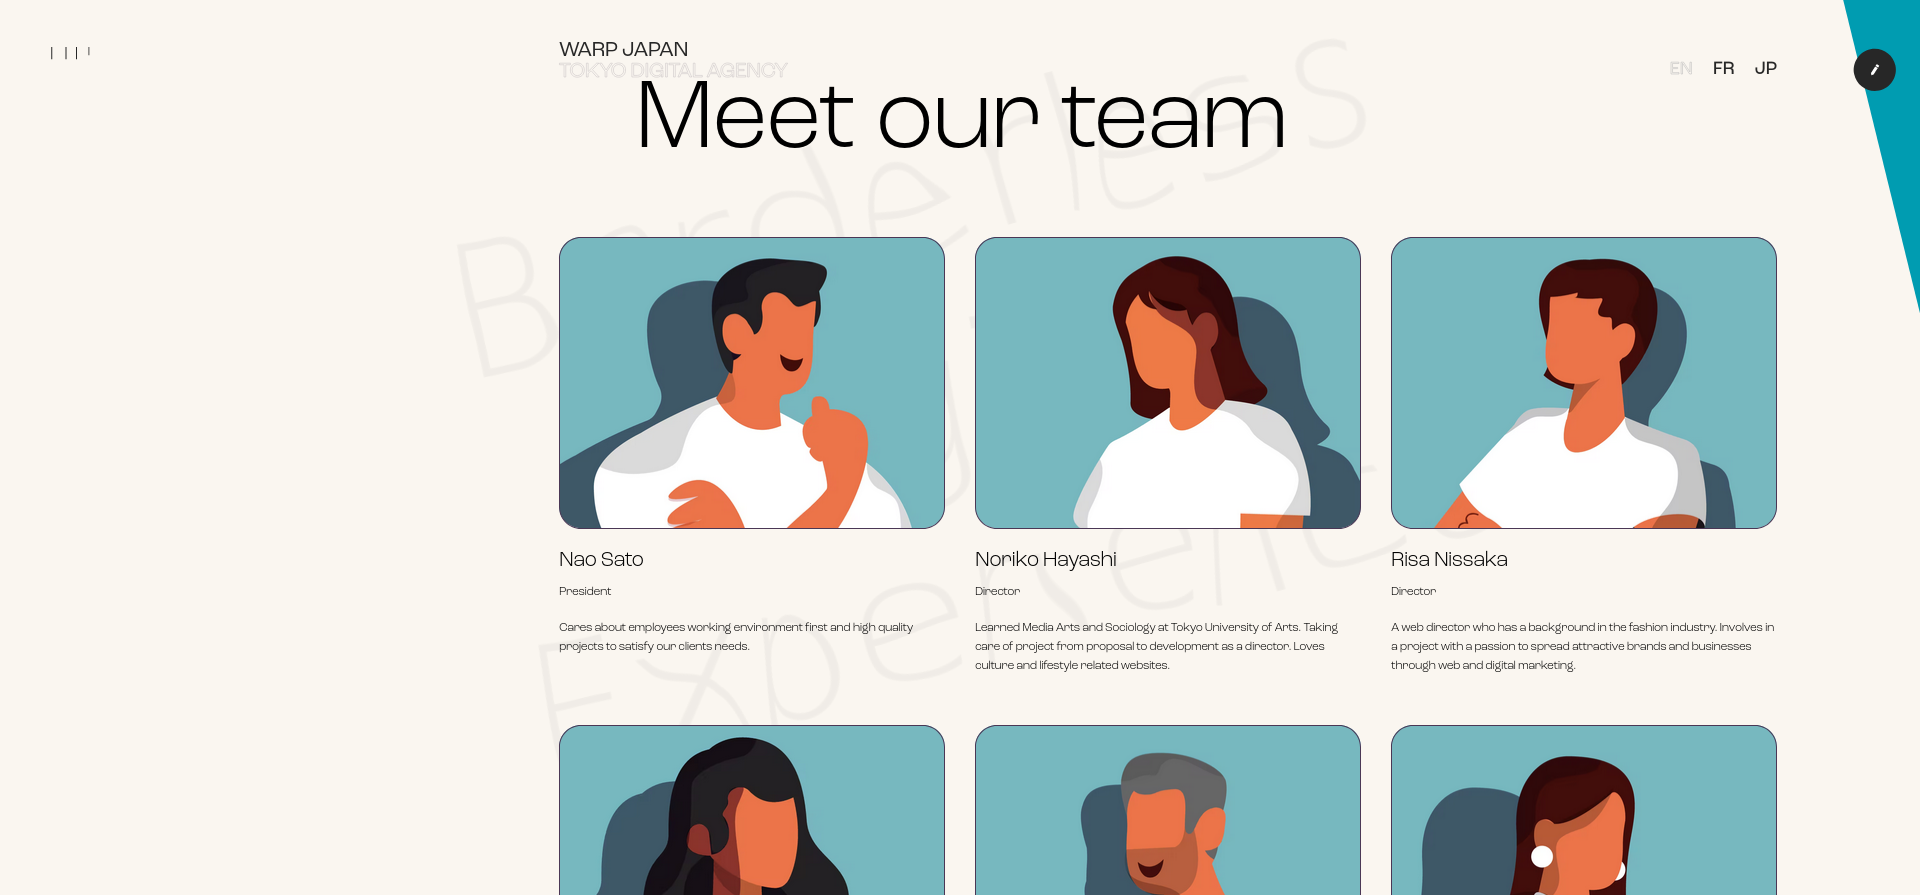 WARP JAPAN
TOKYO DIGITAL AGENCY
EN FR JP
Meet our team
Borderless
Nao Sato
President
Cares about employees working environment first and high quality
projects to satisfy our clients needs.
Noriko Hayashi
Director
Learned Media Arts and Sociology at Tokyo University of Arts. Taking
care of project from proposal to development as a director. Loves
culture and lifestyle related websites.
Risa Nissaka
Director
A web director who has a background in the fashion industry. Involves in
a project with a passion to spread attractive brands and businesses
through web and digital marketing.